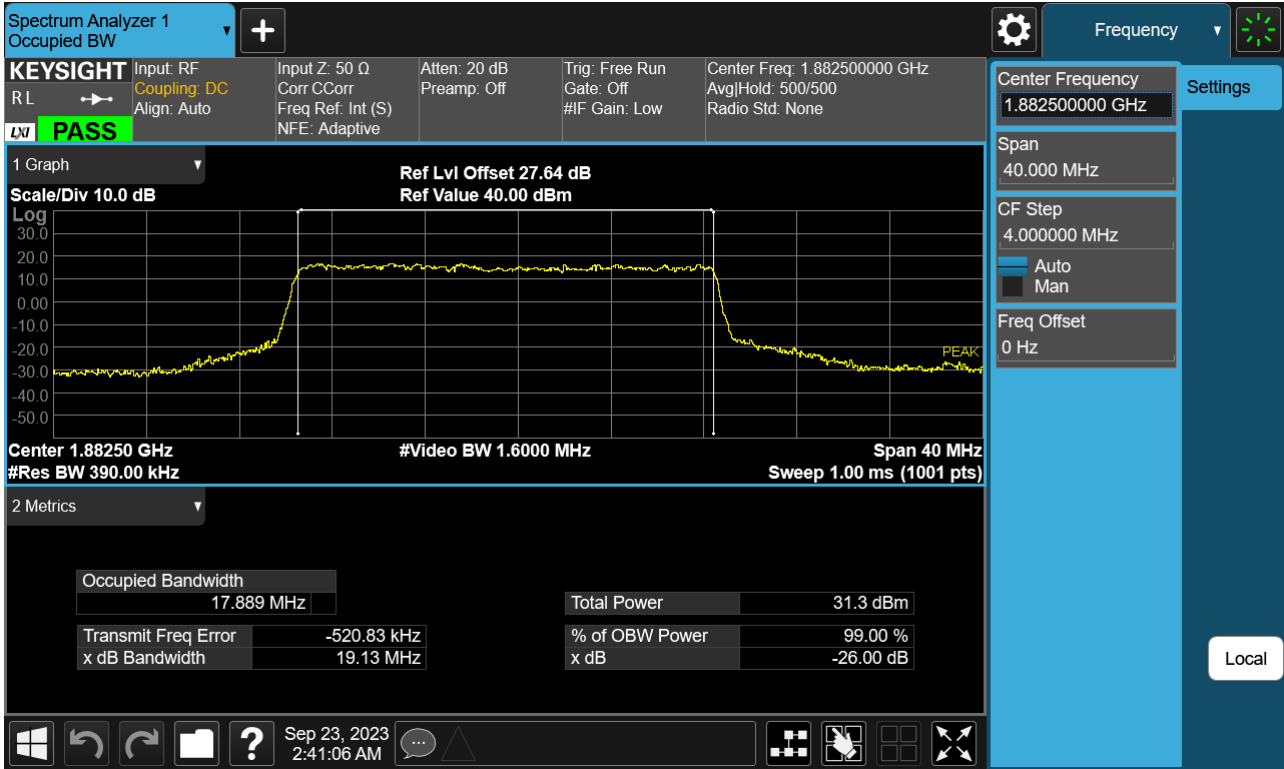 Spectrum Analyzer 1
Occupied BW
Frequency
KEYSIGHT
R L
LXI PASS
Input: RF
Coupling: DC
Align: Auto
Input Z: 50 Ω
Corr CCorr
Freq Ref: Int (S)
NFE: Adaptive
Atten: 20 dB
Preamp: Off
Trig: Free Run
Gate: Off
#IF Gain: Low
Center Freq: 1.882500000 GHz
Avg|Hold: 500/500
Radio Std: None
Center Frequency
1.882500000 GHz
Settings
Span
40.000 MHz
CF Step
4.000000 MHz
Auto
Man
Freq Offset
0 Hz
Local
1 Graph
Scale/Div 10.0 dB
Ref Lvl Offset 27.64 dB
Ref Value 40.00 dBm
Log
30.0
20.0
10.0
0.00
-10.0
-20.0
-30.0
-40.0
-50.0
PEAK
Center 1.88250 GHz
#Video BW 1.6000 MHz
Span 40 MHz
#Res BW 390.00 kHz
Sweep 1.00 ms (1001 pts)
2 Metrics
Occupied Bandwidth
17.889 MHz
Total Power 31.3 dBm
Transmit Freq Error -520.83 kHz
% of OBW Power 99.00 %
x dB Bandwidth 19.13 MHz
x dB -26.00 dB
?
Sep 23, 2023
2:41:06 AM